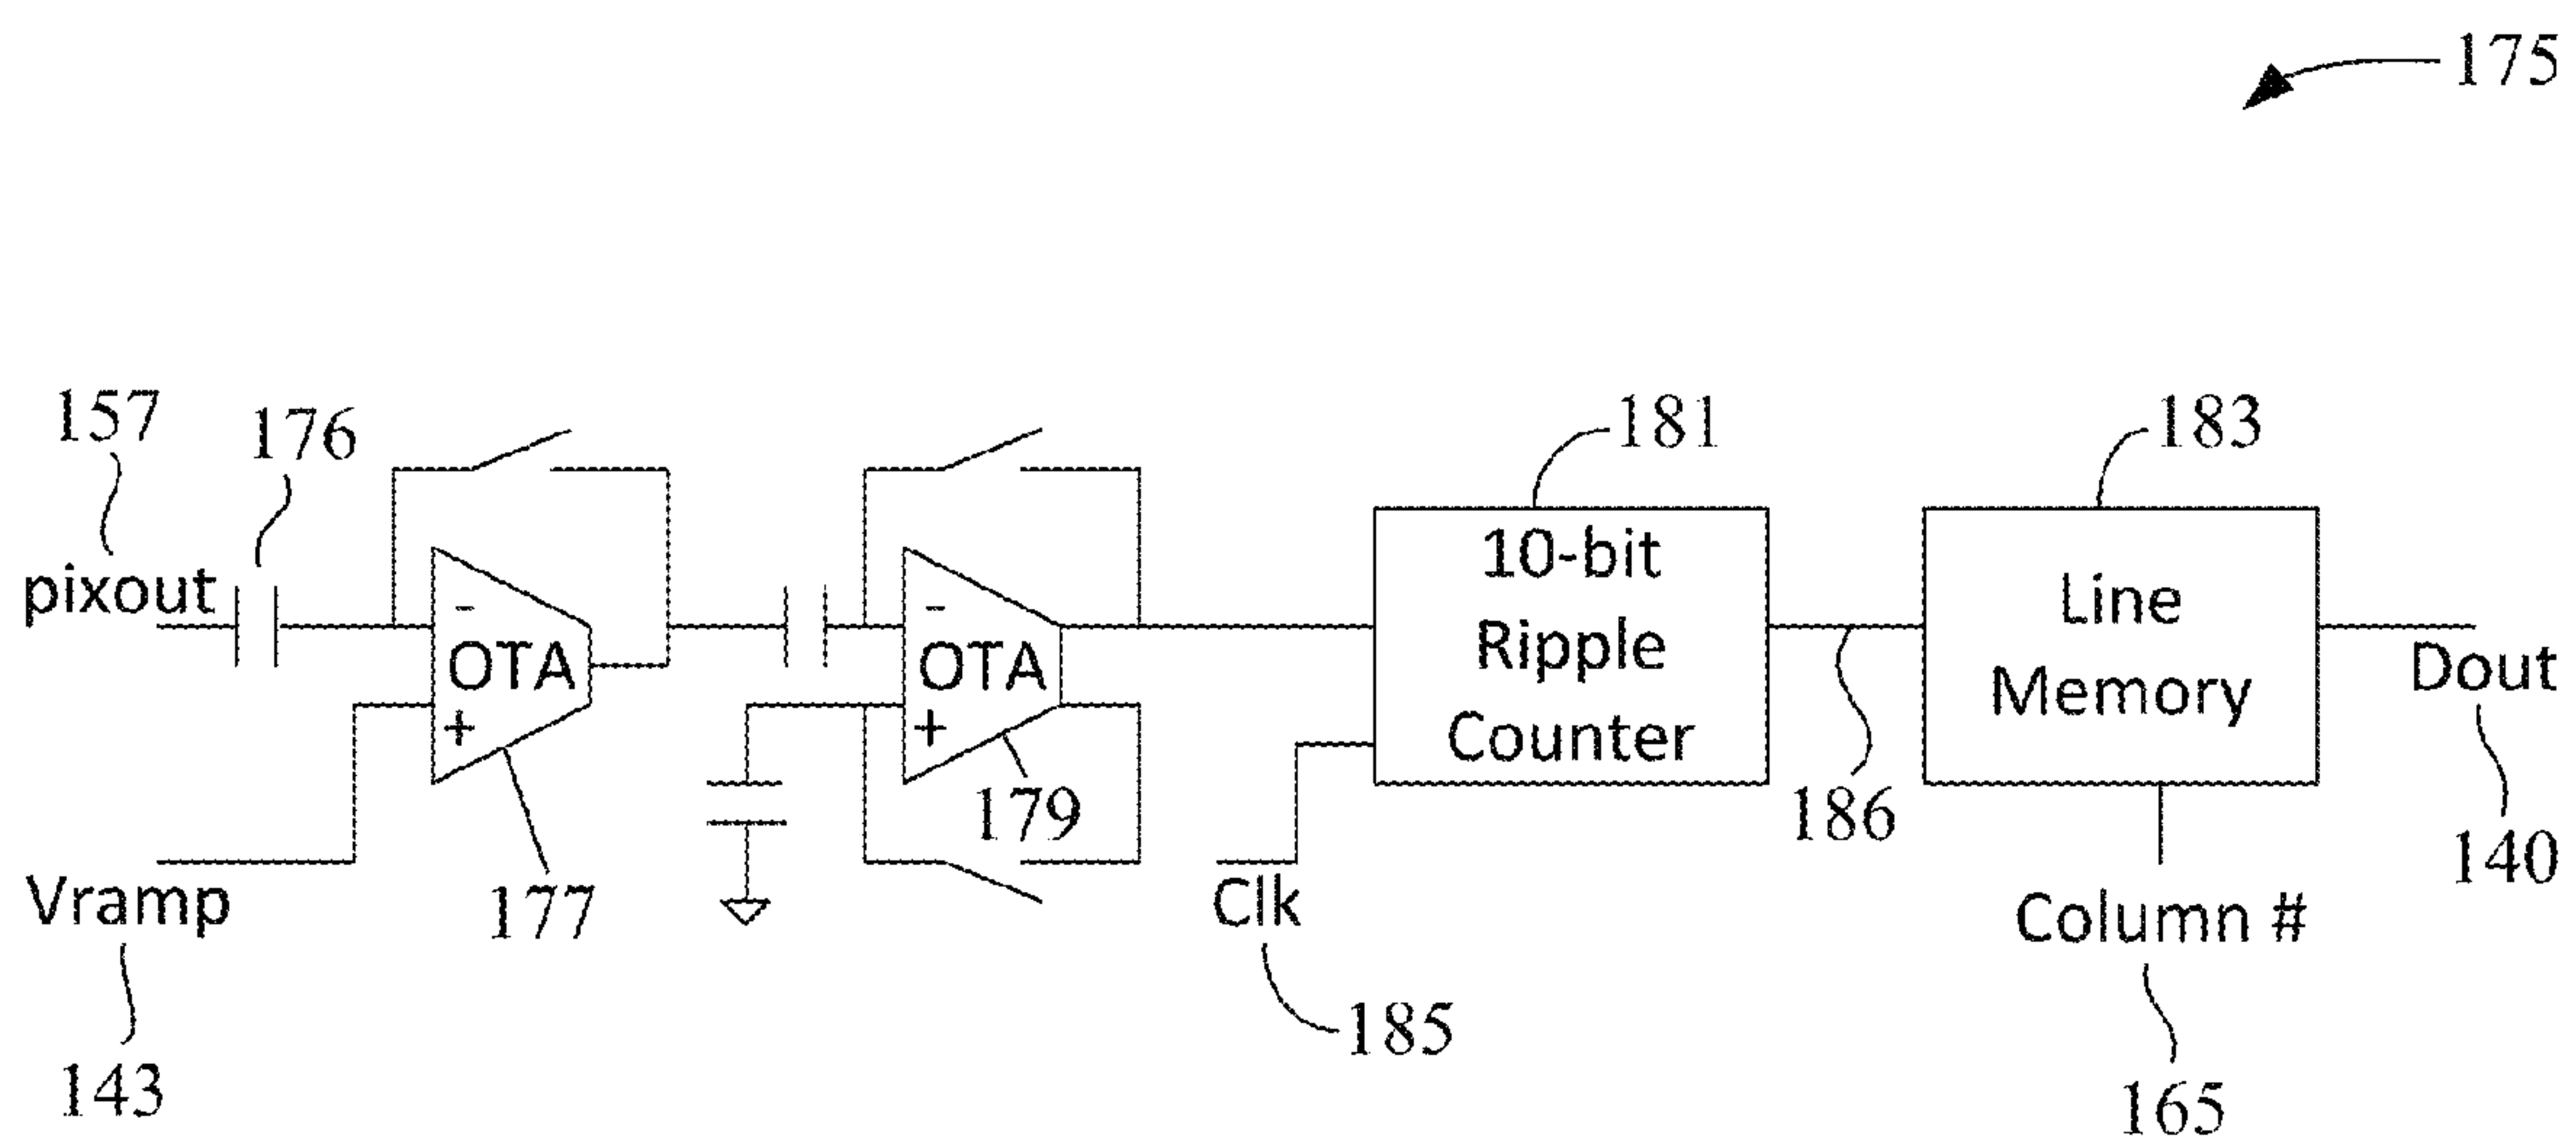 175
157
176
181
183
pixout
-
OTA
+
-
OTA
+
10-bit
Ripple
Counter
Line
Memory
Dout
Vramp
177
179
Clk
186
Column #
140
143
185
165